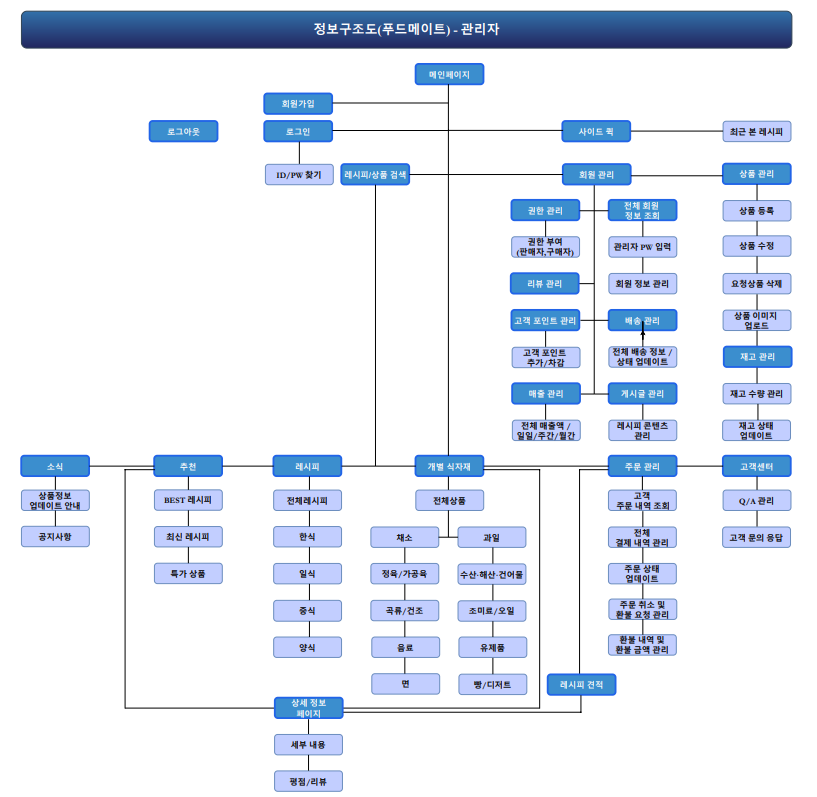 정보구조도(푸드메이트) - 관리자
메인페이지
회원가입
로그아웃
로그인
사이드 퀵
최근 본 레시피
ID/PW 찾기
레시피/상품 검색
회원 관리
상품 관리
권한 관리
전체 회원
정보 조회
상품 등록
권한 부여
(판매자,구매자)
관리자 PW 입력
상품 수정
리뷰 관리
회원 정보 관리
요청상품 삭제
고객 포인트 관리
배송 관리
상품 이미지
업로드
고객 포인트
추가/차감
전체 배송 정보 /
상태 업데이트
재고 관리
매출 관리
게시글 관리
재고 수량 관리
전체 매출액 /
일일/주간/월간
레시피 콘텐츠
관리
재고 상태
업데이트
소식
추천
레시피
개별 식자재
주문 관리
고객센터
상품정보
업데이트 안내
BEST 레시피
전체레시피
전체상품
고객
주문 내역 조회
Q/A 관리
공지사항
최신 레시피
한식
채소
과일
전체
결제 내역 관리
고객 문의 응답
특가 상품
일식
정육/가공육
수산·해산·건어물
주문 상태
업데이트
중식
곡류/건조
조미료/오일
주문 취소 및
환불 요청 관리
양식
음료
유제품
환불 내역 및
환불 금액 관리
면
빵/디저트
레시피 견적
상세 정보
페이지
세부 내용
평점/리뷰